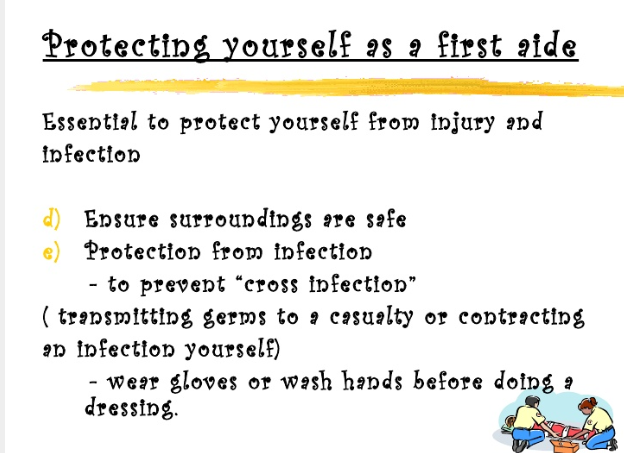 Protecting yourself as a first aide
Essential to protect yourself from injury and
infection
d) Ensure surroundings are safe
e) Protection from infection
- to prevent “cross infection”
( transmitting germs to a casualty or contracting
an infection yourself)
- wear gloves or wash hands before doing a
dressing.